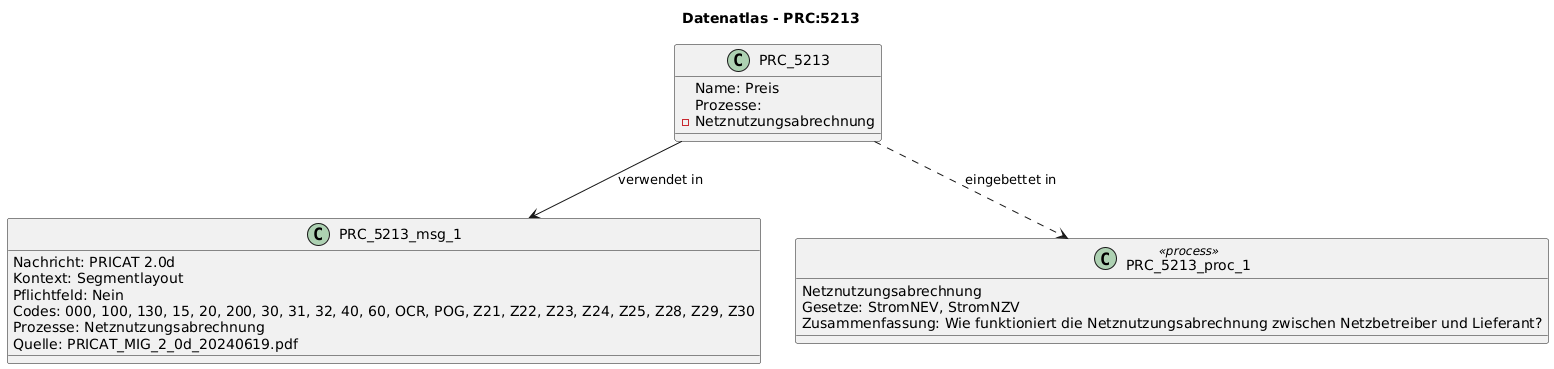 Datenatlas - PRC:5213
C PRC_5213
Name: Preis
Prozesse:
Netznutzungsabrechnung
verwendet in
eingebettet in
C PRC_5213_msg_1
Nachricht: PRICAT 2.0d
Kontext: Segmentlayout
Pflichtfeld: Nein
Codes: 000, 100, 130, 15, 20, 200, 30, 31, 32, 40, 60, OCR, POG, Z21, Z22, Z23, Z24, Z25, Z28, Z29, Z30
Prozesse: Netznutzungsabrechnung
Quelle: PRICAT_MIG_2_0d_20240619.pdf
«process»
C PRC_5213_proc_1
Netznutzungsabrechnung
Gesetze: StromNEV, StromNZV
Zusammenfassung: Wie funktioniert die Netznutzungsabrechnung zwischen Netzbetreiber und Lieferant?